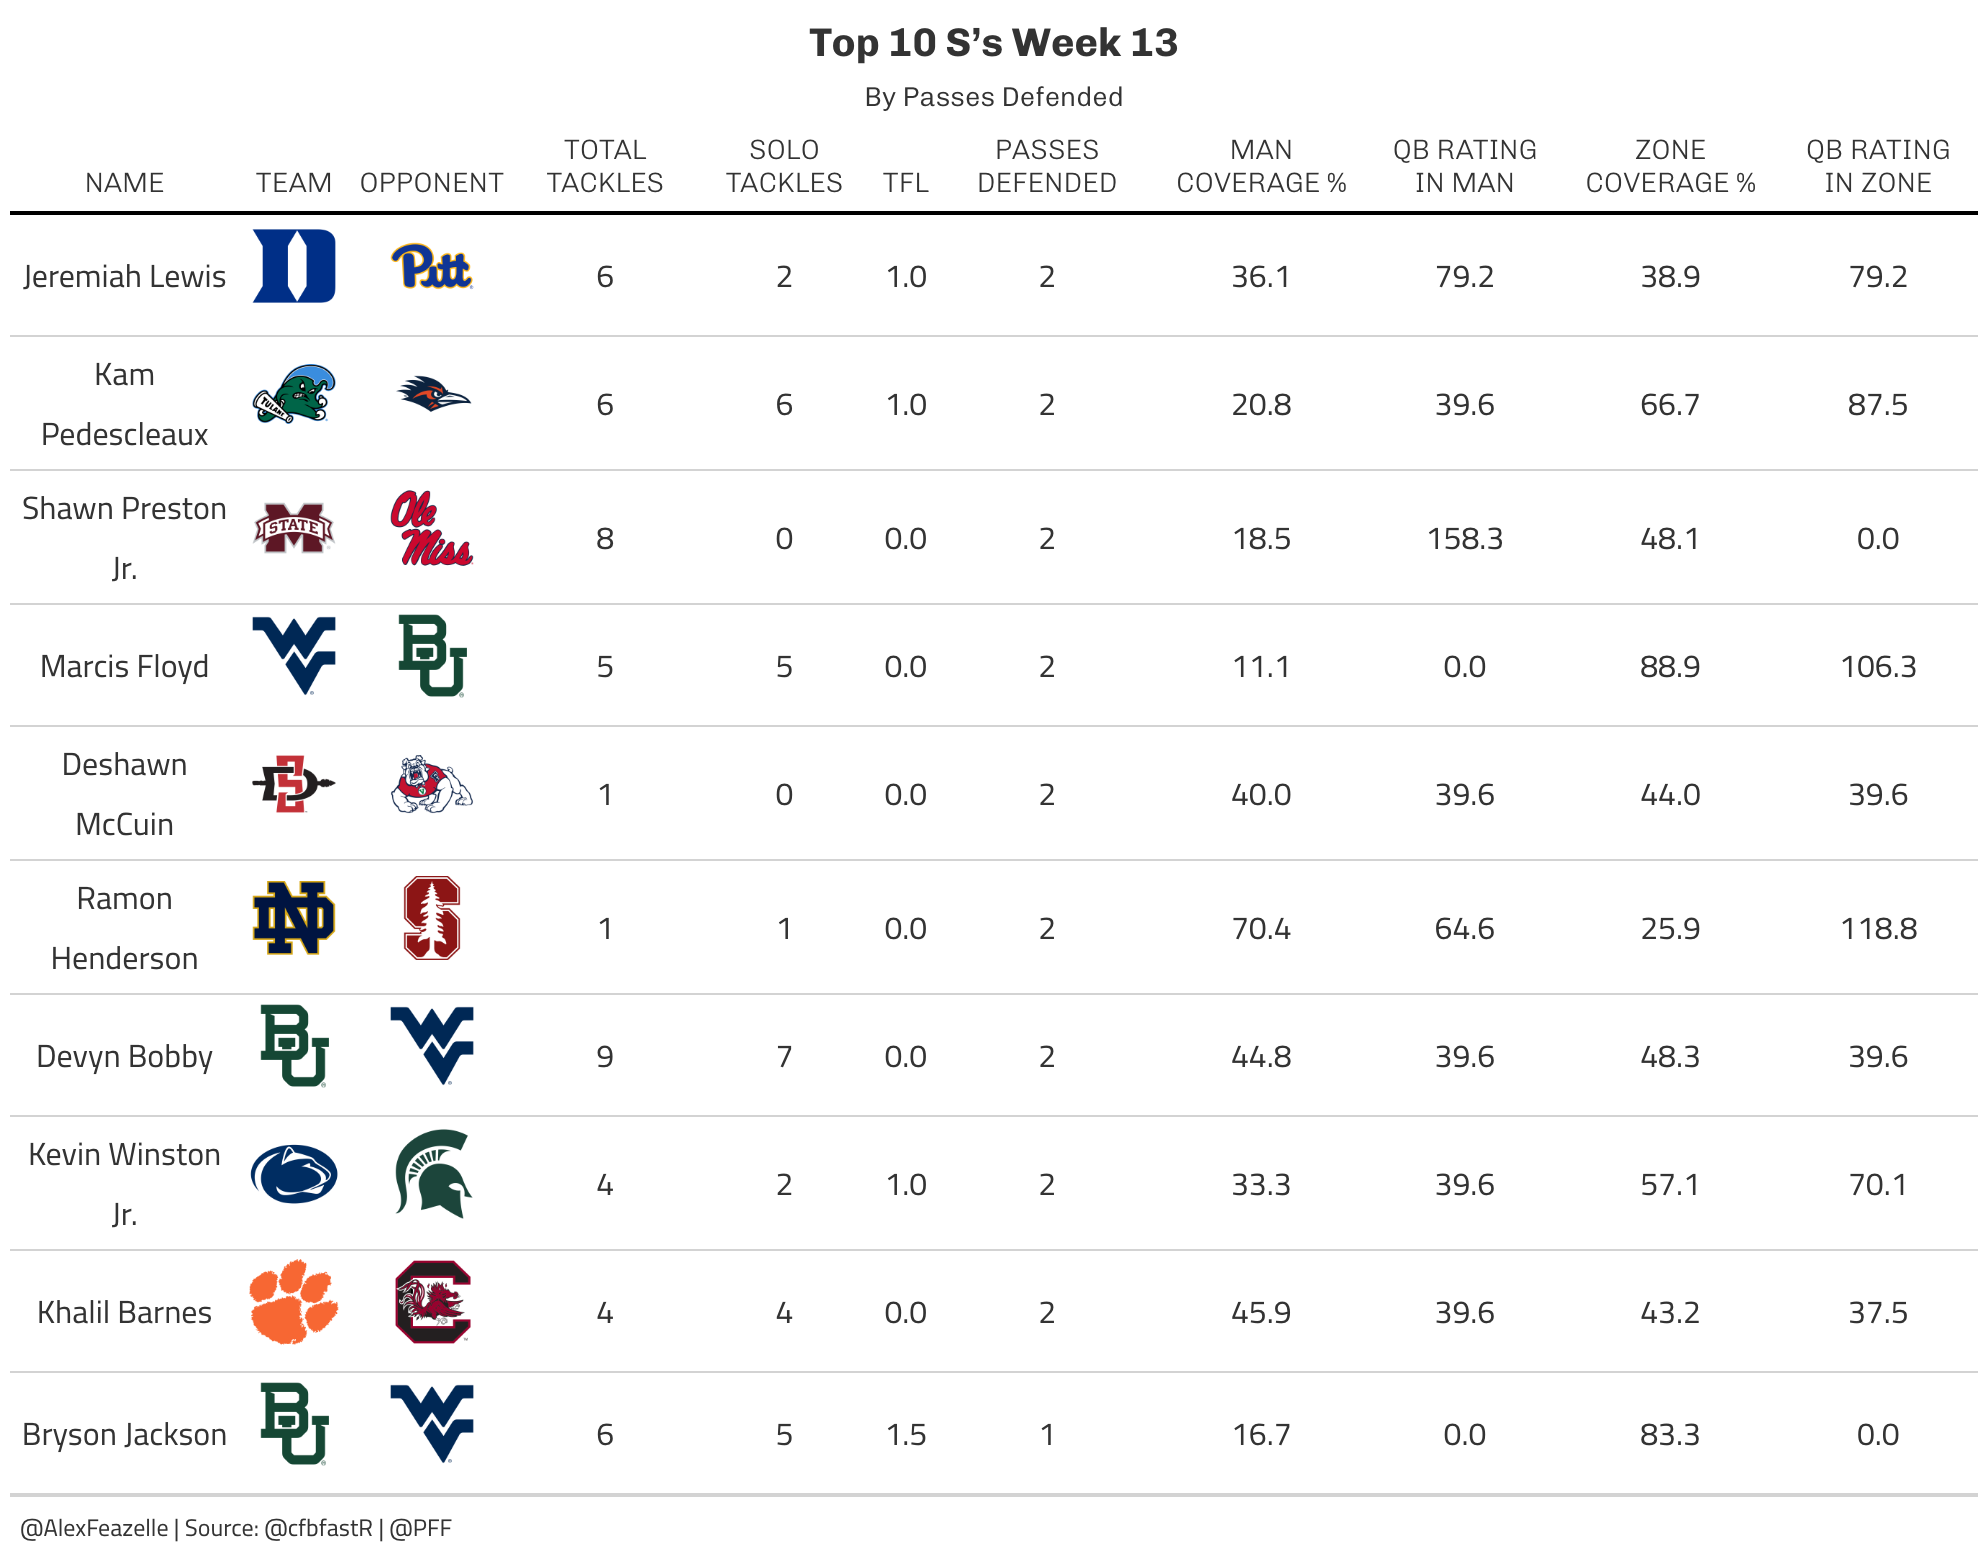 Top 10 S’s Week 13
By Passes Defended
NAME TEAM OPPONENT TOTAL TACKLES SOLO TACKLES TFL PASSES DEFENDED MAN COVERAGE % QB RATING IN MAN ZONE COVERAGE % QB RATING IN ZONE
Jeremiah Lewis D Pitt 6 2 1.0 2 36.1 79.2 38.9 79.2
Kam Pedescleaux TULANE 6 6 1.0 2 20.8 39.6 66.7 87.5
Shawn Preston Jr. M STATE Ole Miss 8 0 0.0 2 18.5 158.3 48.1 0.0
Marcis Floyd WV BU 5 5 0.0 2 11.1 0.0 88.9 106.3
Deshawn McCuin SD 1 0 0.0 2 40.0 39.6 44.0 39.6
Ramon Henderson ND S 1 1 0.0 2 70.4 64.6 25.9 118.8
Devyn Bobby BU WV 9 7 0.0 2 44.8 39.6 48.3 39.6
Kevin Winston Jr. 4 2 1.0 2 33.3 39.6 57.1 70.1
Khalil Barnes C 4 4 0.0 2 45.9 39.6 43.2 37.5
Bryson Jackson BU WV 6 5 1.5 1 16.7 0.0 83.3 0.0
@AlexFeazelle | Source: @cfbfastR | @PFF